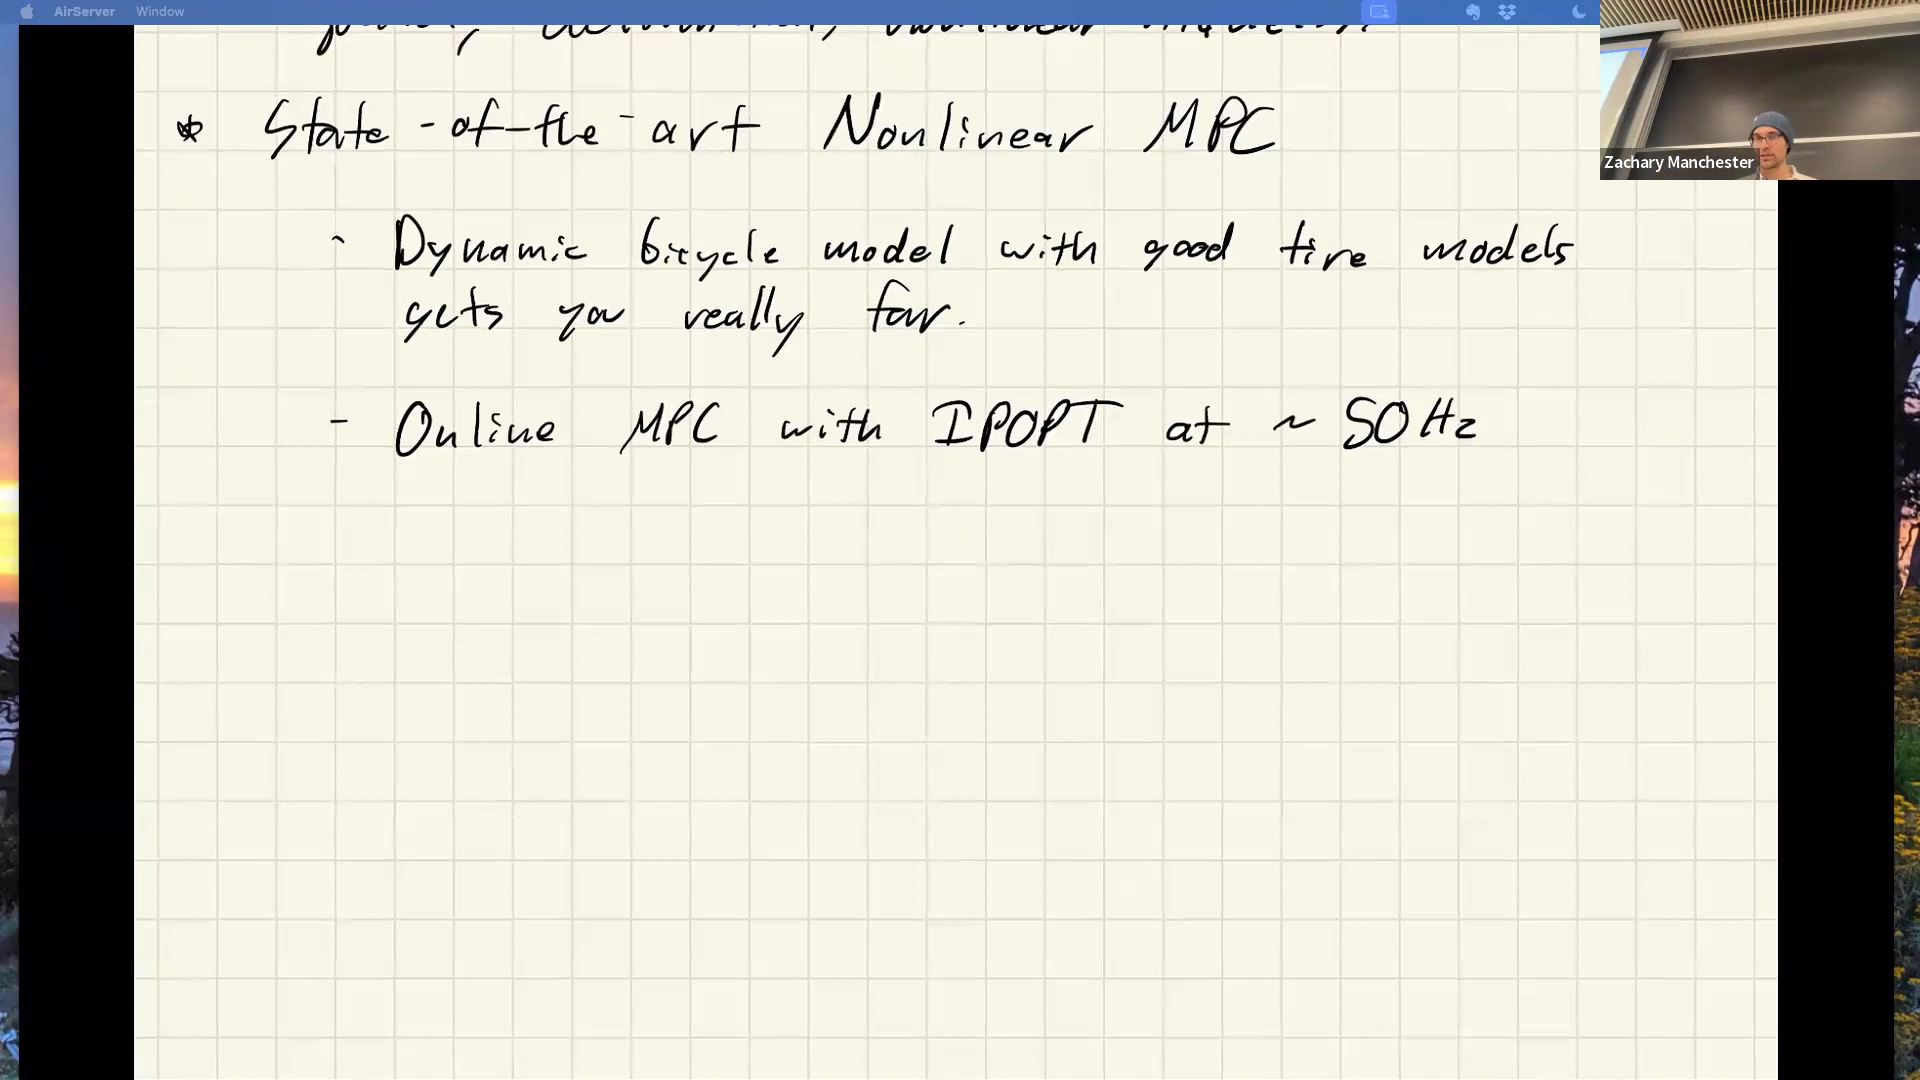 AirServer Window
* State-of-the-art Nonlinear MPC
Zachary Manchester
- Dynamic bicycle model with good tire models
gets you really far.
- Online MPC with IPOPT at ~ 50Hz